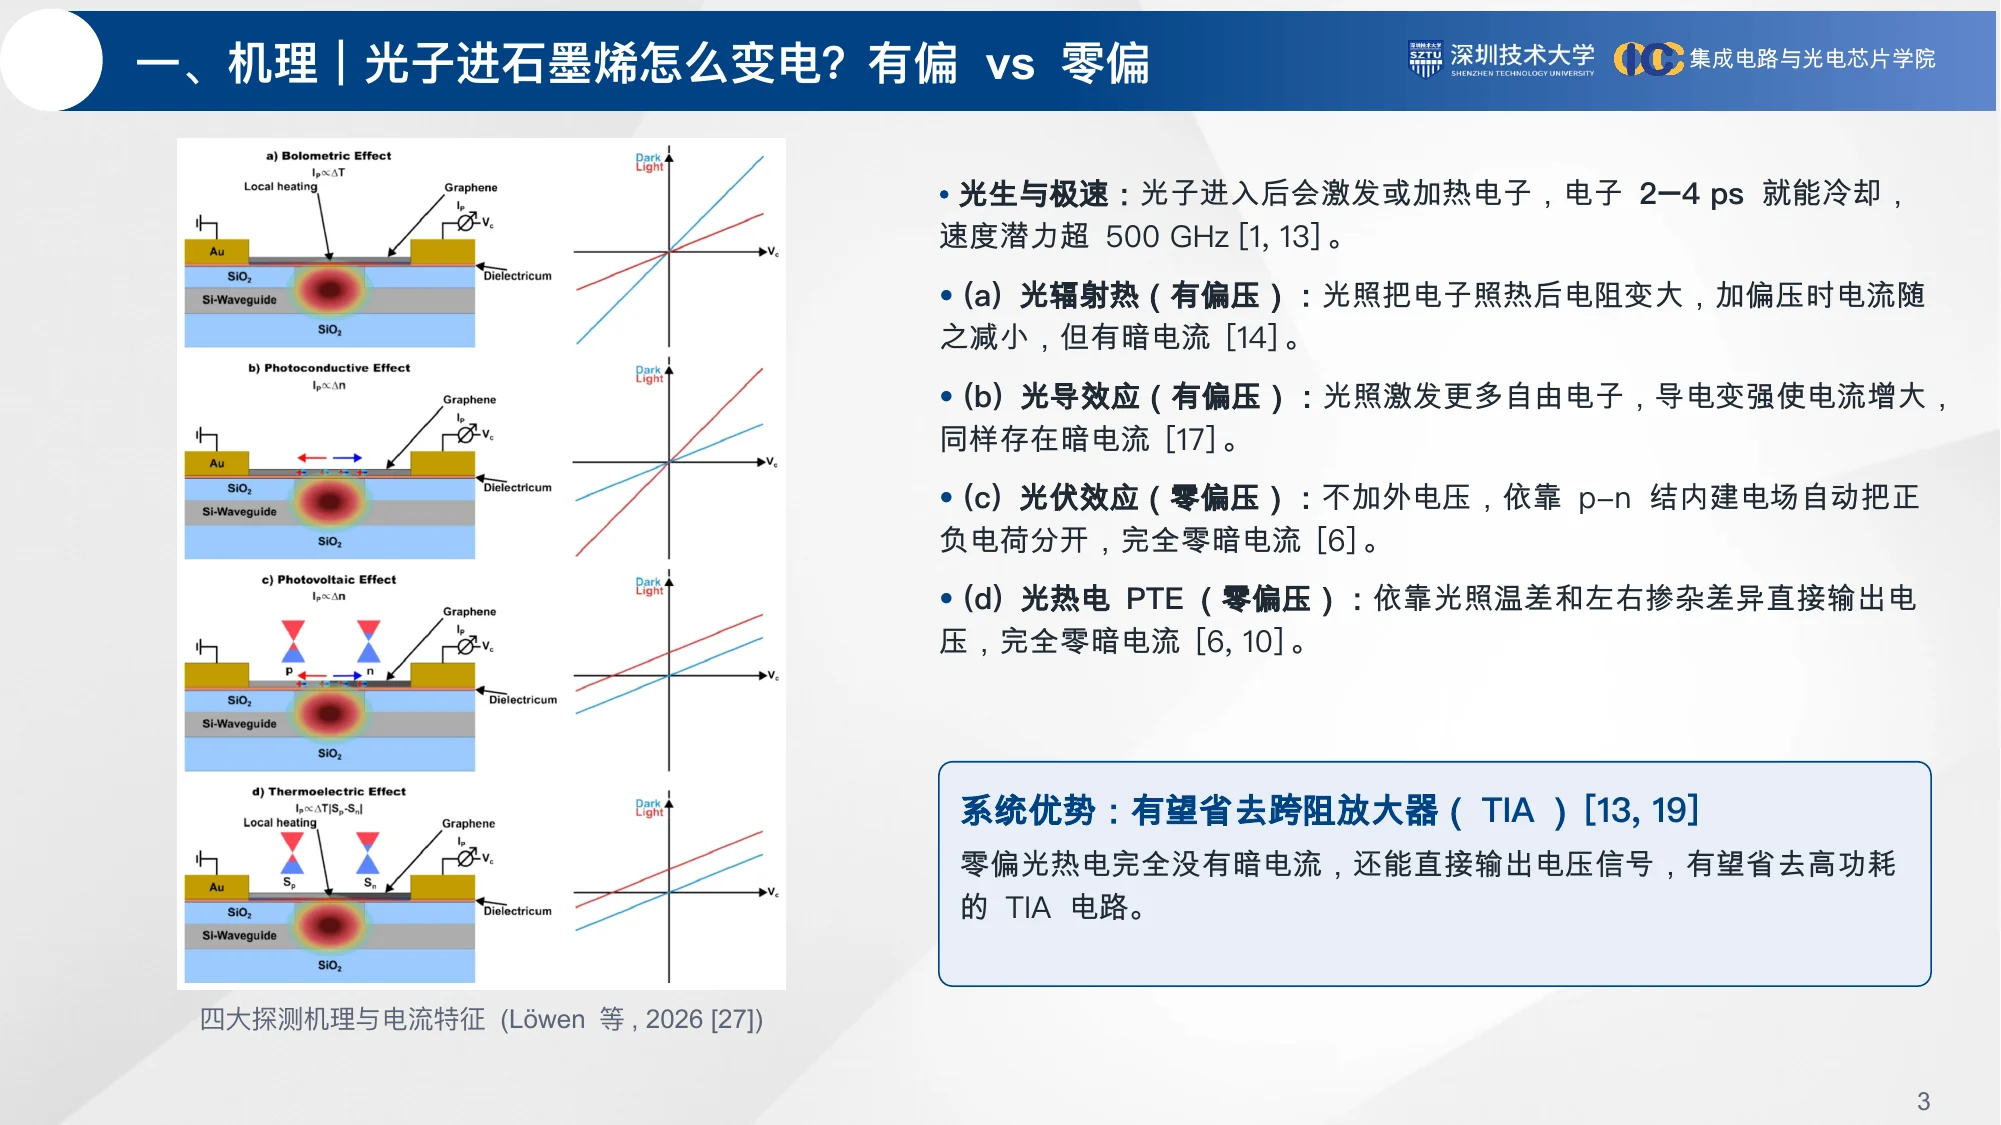 一、机理｜光子进石墨烯怎么变电？有偏 vs 零偏
SZTU
深圳技术大学
SHENZHEN TECHNOLOGY UNIVERSITY
集成电路与光电芯片学院
a) Bolometric Effect
Iₚ∝ΔT
Local heating
Graphene
Iₚ
V꜀
Au
SiO₂
Dielectricum
Si-Waveguide
SiO₂
I
Dark
Light
V꜀
b) Photoconductive Effect
Iₚ∝Δn
Graphene
Iₚ
V꜀
Au
SiO₂
Dielectricum
Si-Waveguide
SiO₂
I
Dark
Light
V꜀
c) Photovoltaic Effect
Iₚ∝Δn
Graphene
Iₚ
V꜀
p
n
SiO₂
Dielectricum
Si-Waveguide
SiO₂
I
Dark
Light
V꜀
d) Thermoelectric Effect
Iₚ∝ΔT|Sₚ-Sₙ|
Local heating
Graphene
Iₚ
V꜀
Sₚ
Sₙ
Au
SiO₂
Dielectricum
Si-Waveguide
SiO₂
I
Dark
Light
V꜀
四大探测机理与电流特征 (Löwen 等, 2026 [27])
• 光生与极速：光子进入后会激发或加热电子，电子 2–4 ps 就能冷却，
速度潜力超 500 GHz [1, 13]。
• (a) 光辐射热（有偏压）：光照把电子照热后电阻变大，加偏压时电流随
之减小，但有暗电流 [14]。
• (b) 光导效应（有偏压）：光照激发更多自由电子，导电变强使电流增大，
同样存在暗电流 [17]。
• (c) 光伏效应（零偏压）：不加外电压，依靠 p–n 结内建电场自动把正
负电荷分开，完全零暗电流 [6]。
• (d) 光热电 PTE（零偏压）：依靠光照温差和左右掺杂差异直接输出电
压，完全零暗电流 [6, 10]。
系统优势：有望省去跨阻放大器（TIA）[13, 19]
零偏光热电完全没有暗电流，还能直接输出电压信号，有望省去高功耗
的 TIA 电路。
3